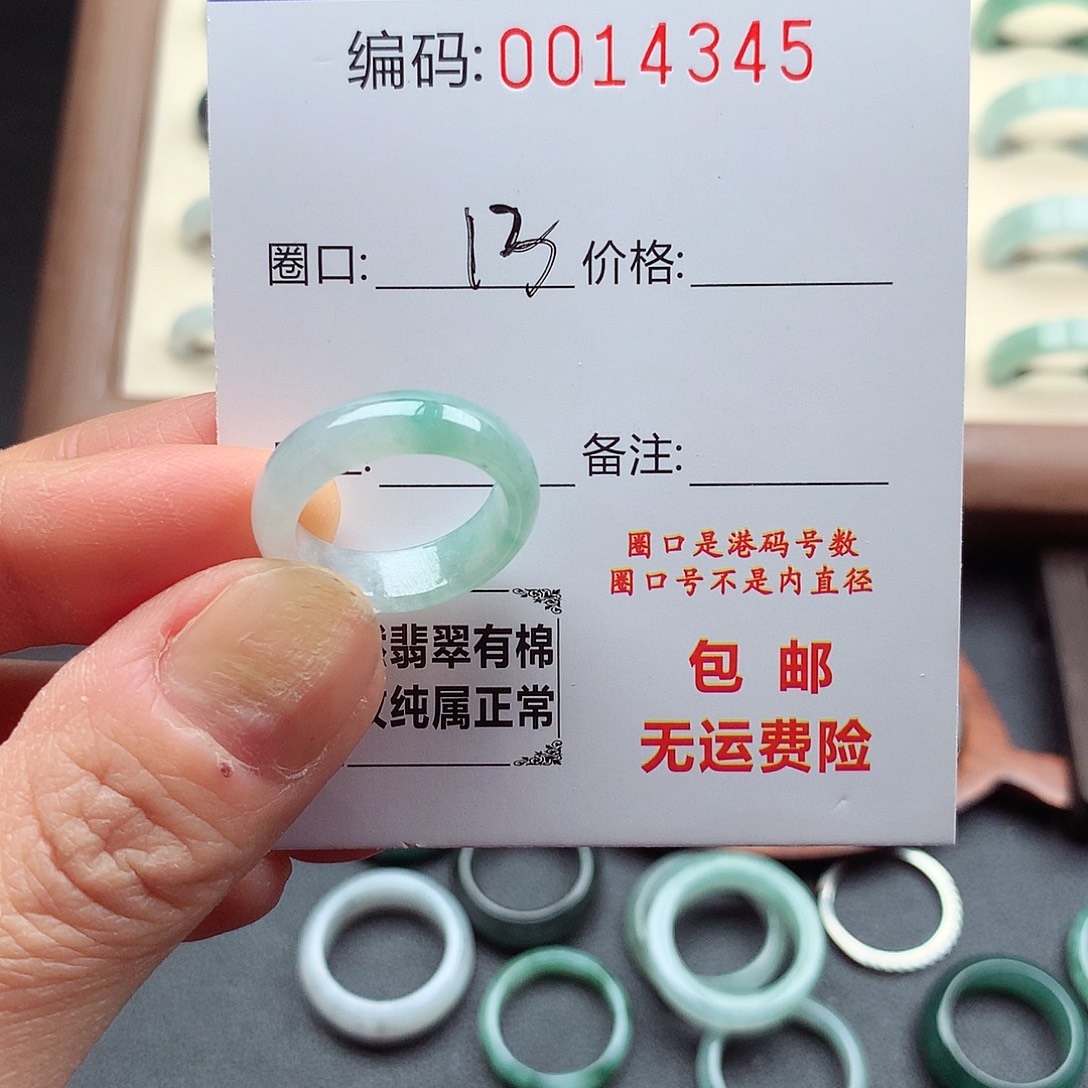 编码:0014345
圈口: 13 价格:
备注:
圈口是港码号数
圈口号不是内直径
翡翠有棉
纯属正常
包 邮
无运费险